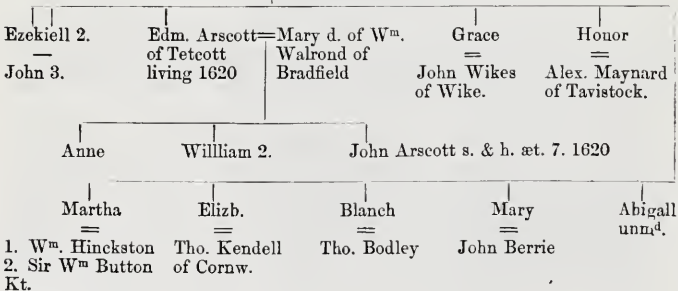 Ezekiell 2.
—
John 3.
Edm. Arscott=Mary d. of Wm.
of Tetcott Walrond of
living 1620 Bradfield
Grace
=
John Wikes
of Wike.
Honor
=
Alex. Maynard
of Tavistock.
Anne
Willliam 2.
John Arscott s. & h. æt. 7. 1620
Martha
=
1. Wm. Hinckston
2. Sir Wm Button
Kt.
Elizb.
=
Tho. Kendell
of Cornw.
Blanch
=
Tho. Bodley
Mary
=
John Berrie
Abigall
unmd.